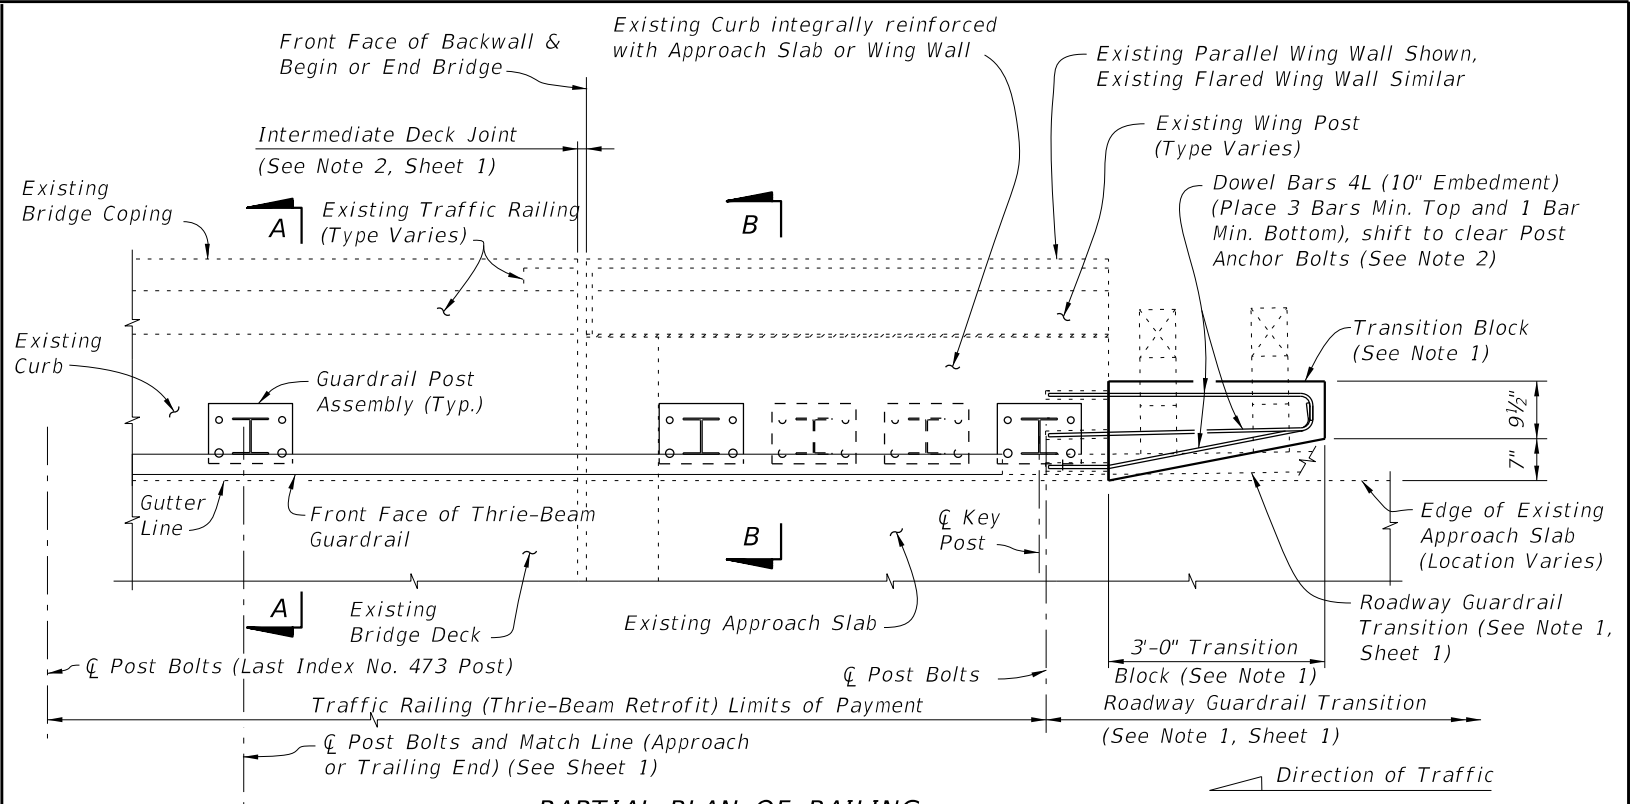 Existing Curb integrally reinforced
with Approach Slab or Wing Wall
Front Face of Backwall &
Begin or End Bridge
Existing Parallel Wing Wall Shown,
Existing Flared Wing Wall Similar
Intermediate Deck Joint
(See Note 2, Sheet 1)
Existing Wing Post
(Type Varies)
Existing
Bridge Coping
A
Existing Traffic Railing
(Type Varies)
B
Dowel Bars 4L (10" Embedment)
(Place 3 Bars Min. Top and 1 Bar
Min. Bottom), shift to clear Post
Anchor Bolts (See Note 2)
Existing
Curb
Guardrail Post
Assembly (Typ.)
Transition Block
(See Note 1)
9½"
7"
Gutter
Line
Front Face of Thrie-Beam
Guardrail
B
℄ Key
Post
Edge of Existing
Approach Slab
(Location Varies)
A
Existing
Bridge Deck
Existing Approach Slab
Roadway Guardrail
Transition (See Note 1,
Sheet 1)
3'-0" Transition
Block (See Note 1)
℄ Post Bolts (Last Index No. 473 Post)
℄ Post Bolts
Traffic Railing (Thrie-Beam Retrofit) Limits of Payment
Roadway Guardrail Transition
(See Note 1, Sheet 1)
℄ Post Bolts and Match Line (Approach
or Trailing End) (See Sheet 1)
Direction of Traffic
PARTIAL PLAN OF RAILING